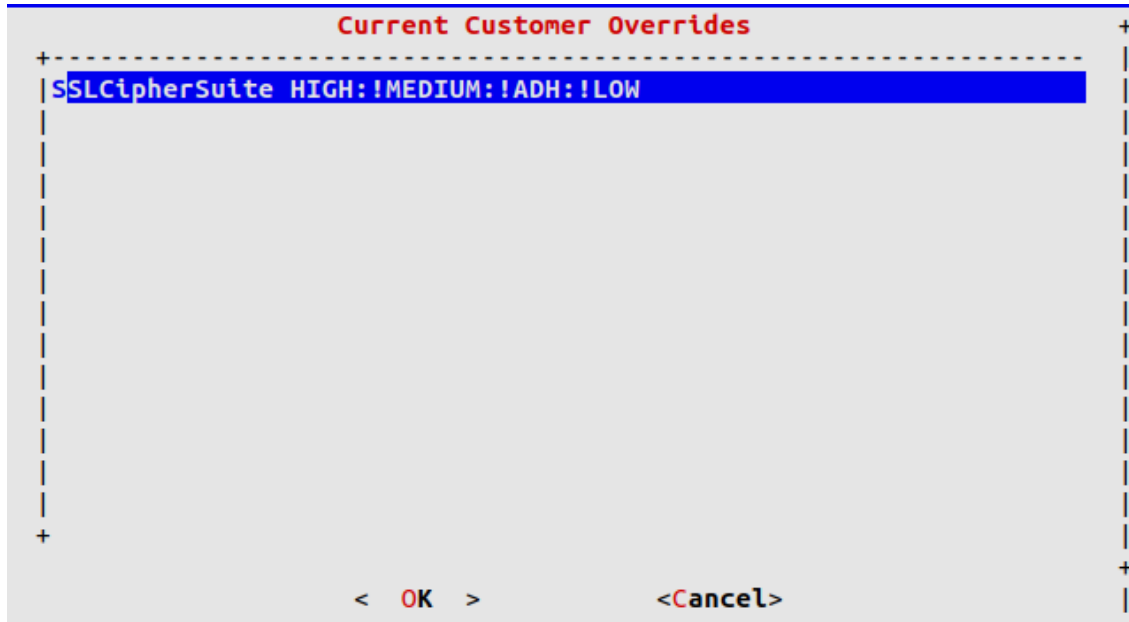 Current Customer Overrides
SSLCipherSuite HIGH:!MEDIUM:!ADH:!LOW
< OK > <Cancel>